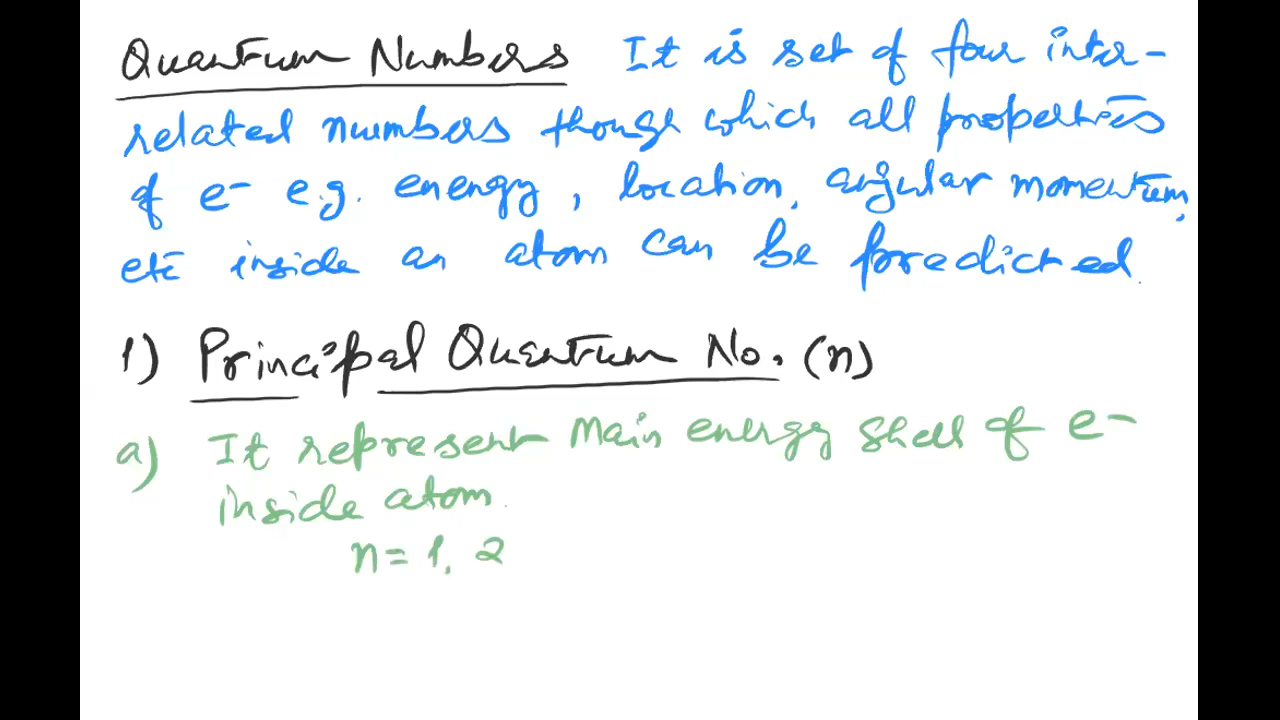 Quantum Numbers It is set of four inter-
related numbers though which all properties
of e- e.g. energy, location, angular momentum,
etc inside an atom can be predicted.
1) Principal Quantum No. (n)
a) It represent main energy shell of e-
inside atom.
n = 1, 2